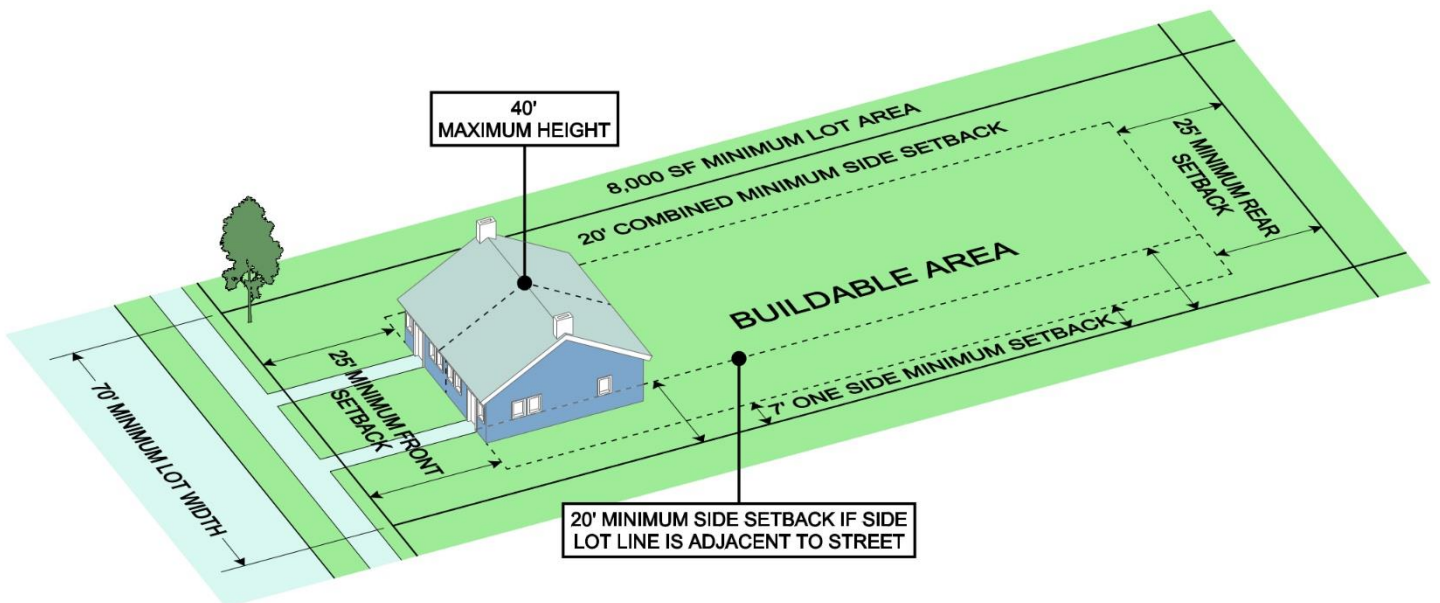 40'
MAXIMUM HEIGHT
8,000 SF MINIMUM LOT AREA
20' COMBINED MINIMUM SIDE SETBACK
25' MINIMUM REAR
SETBACK
BUILDABLE AREA
7' ONE SIDE MINIMUM SETBACK
25' MINIMUM FRONT
SETBACK
70' MINIMUM LOT WIDTH
20' MINIMUM SIDE SETBACK IF SIDE
LOT LINE IS ADJACENT TO STREET